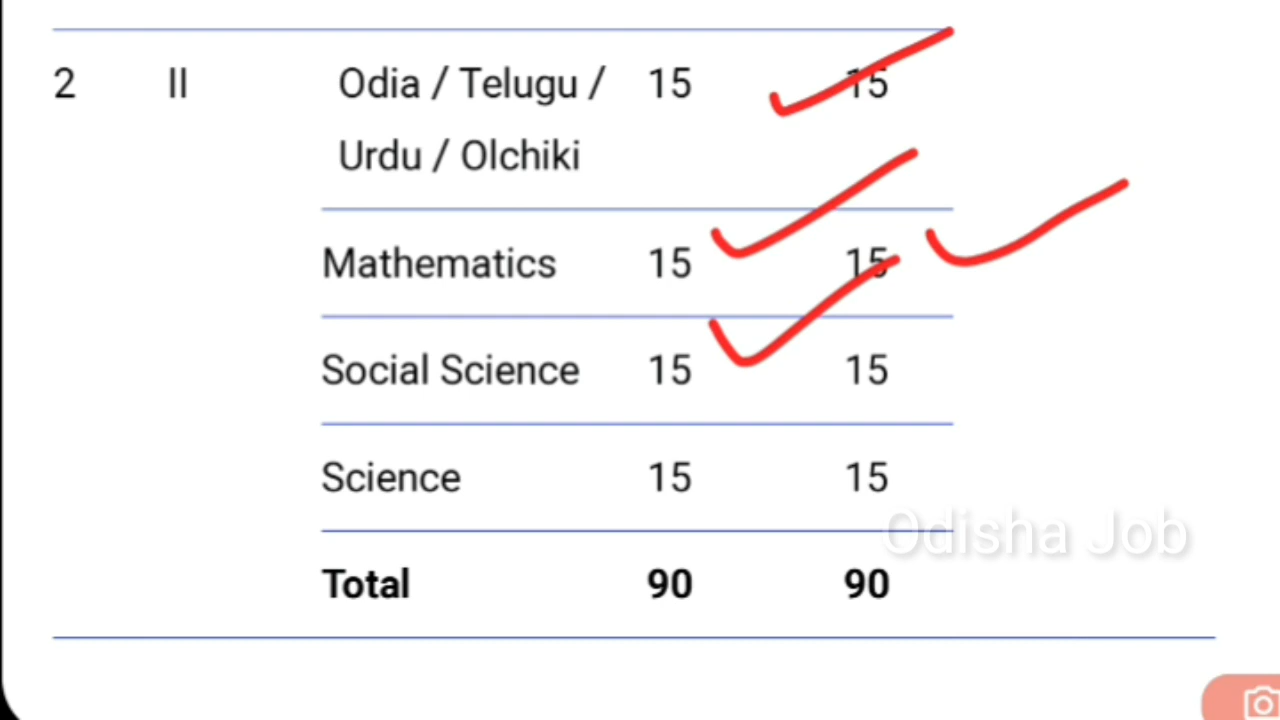 2 II Odia / Telugu / 15 15
Urdu / Olchiki
Mathematics 15 15
Social Science 15 15
Science 15 15
Odisha Job
Total 90 90